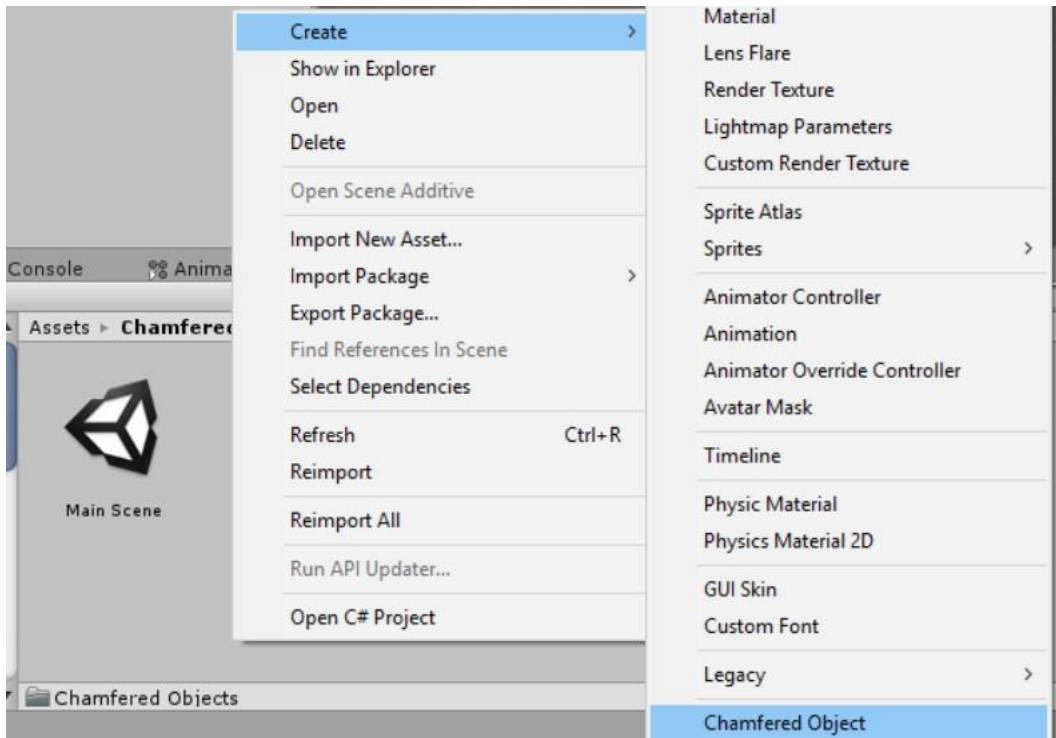 Create
Show in Explorer
Open
Delete
Open Scene Additive
Import New Asset...
Import Package
Export Package...
Find References In Scene
Select Dependencies
Refresh Ctrl+R
Reimport
Reimport All
Run API Updater...
Open C# Project
Material
Lens Flare
Render Texture
Lightmap Parameters
Custom Render Texture
Sprite Atlas
Sprites
Animator Controller
Animation
Animator Override Controller
Avatar Mask
Timeline
Physic Material
Physics Material 2D
GUI Skin
Custom Font
Legacy
Chamfered Object
Console Anima
Assets Chamfered
Main Scene
Chamfered Objects